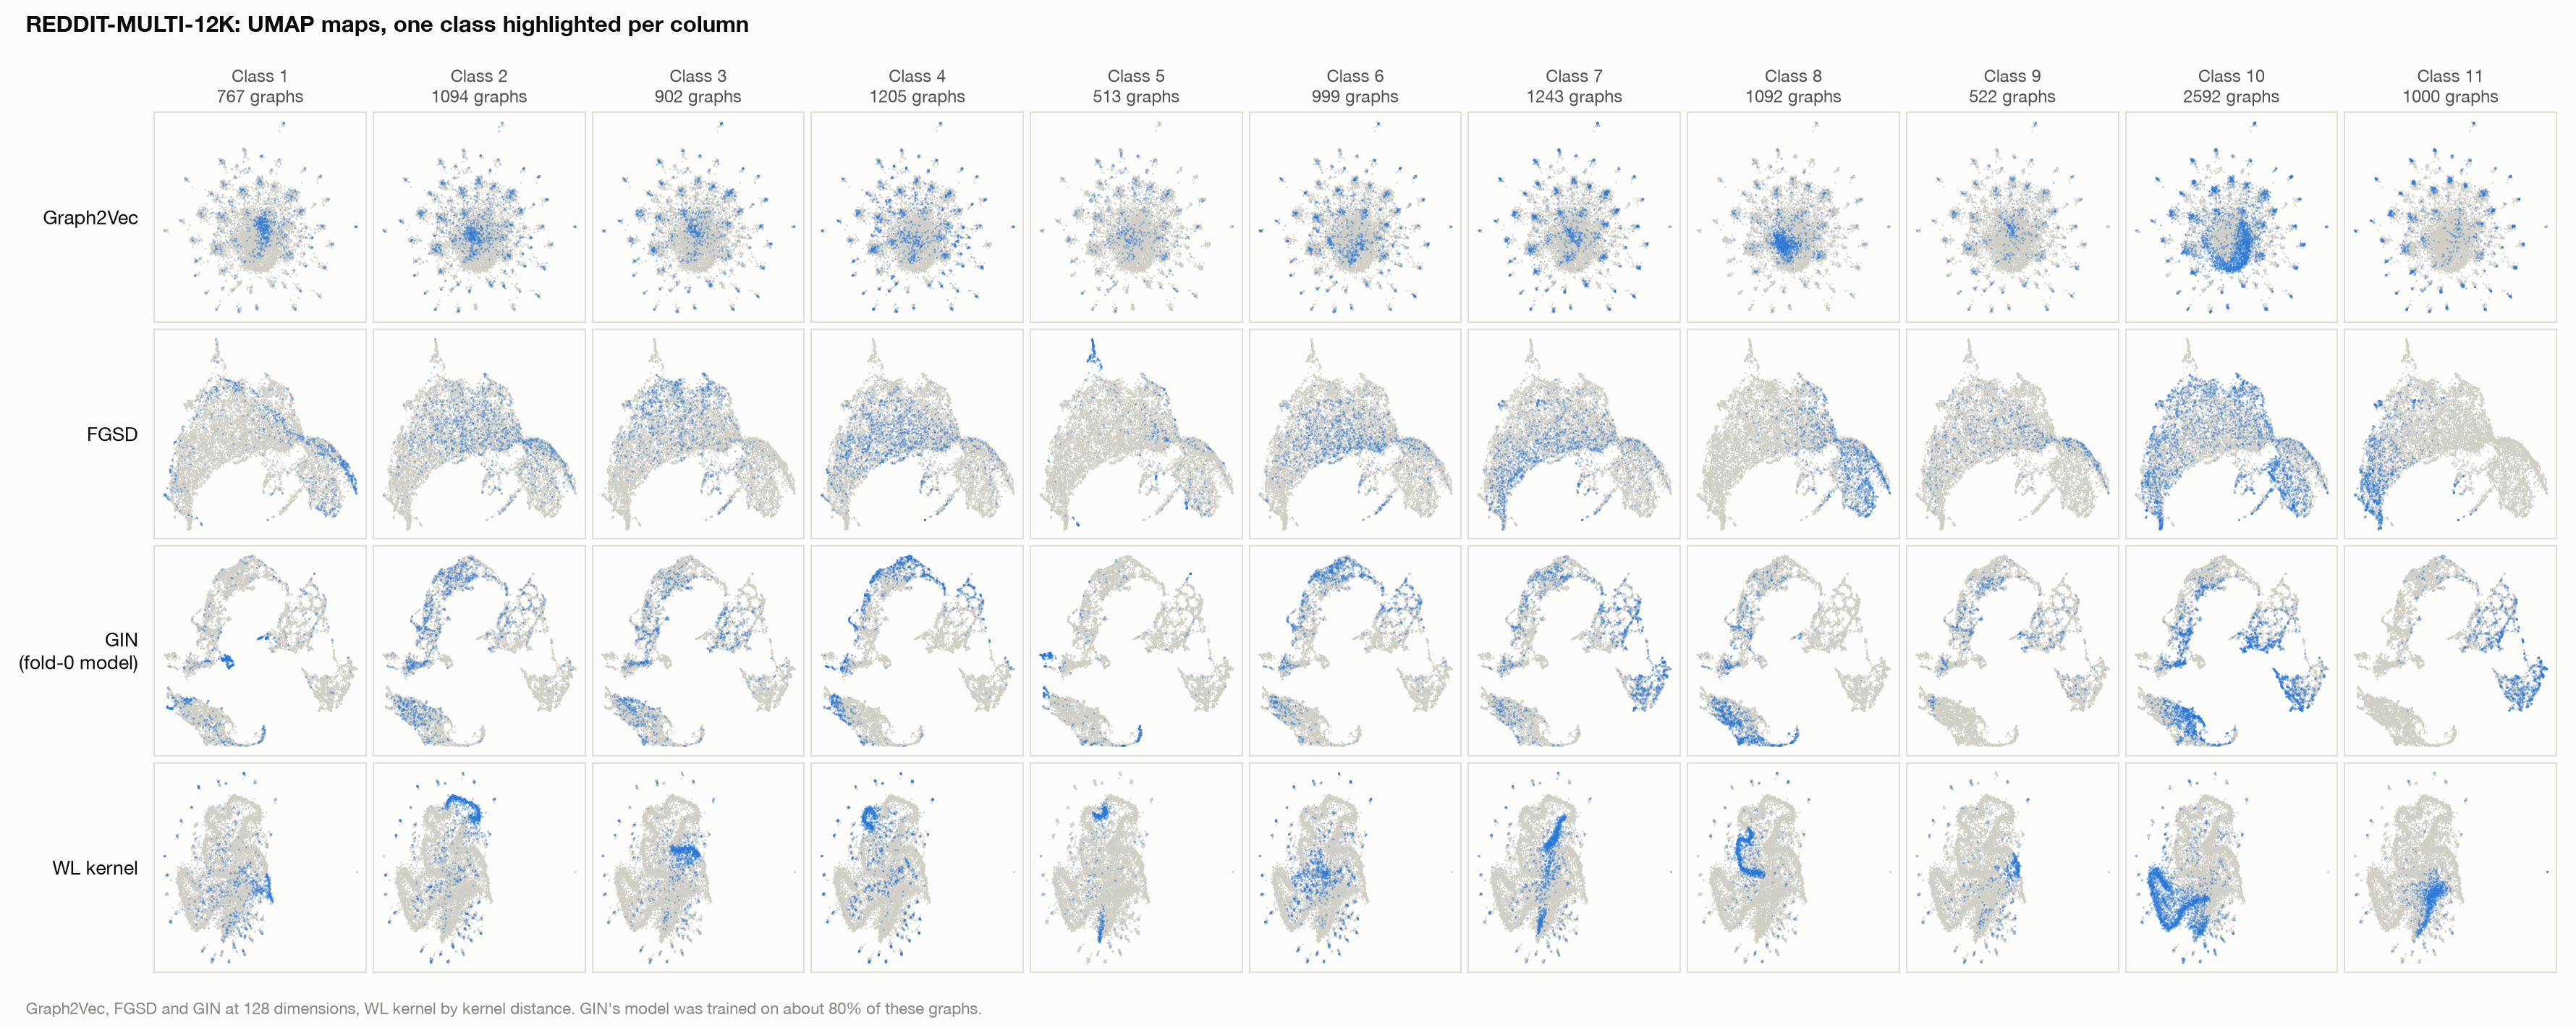 REDDIT-MULTI-12K: UMAP maps, one class highlighted per column
Class 1 Class 2 Class 3 Class 4 Class 5 Class 6 Class 7 Class 8 Class 9 Class 10 Class 11
767 graphs 1094 graphs 902 graphs 1205 graphs 513 graphs 999 graphs 1243 graphs 1092 graphs 522 graphs 2592 graphs 1000 graphs
Graph2Vec
FGSD
GIN
(fold-0 model)
WL kernel
Graph2Vec, FGSD and GIN at 128 dimensions, WL kernel by kernel distance. GIN's model was trained on about 80% of these graphs.